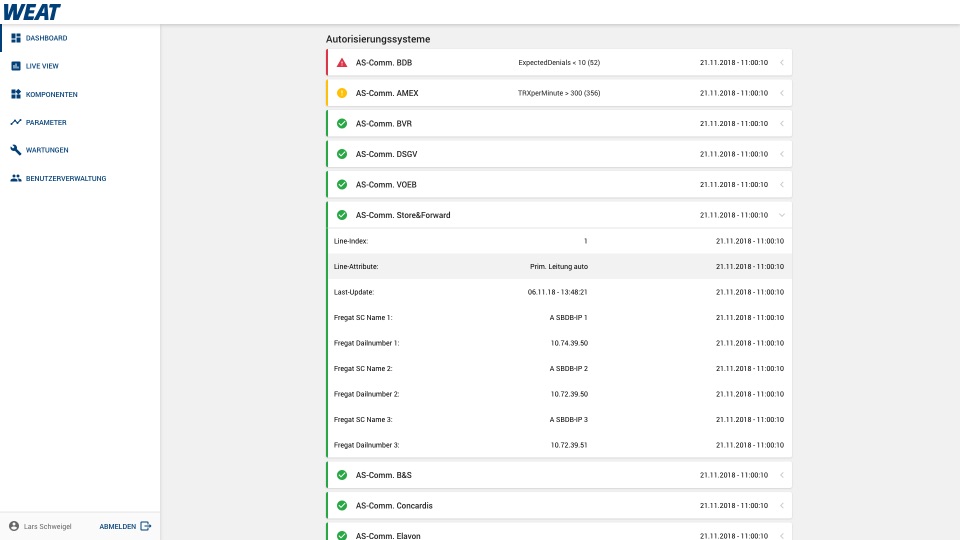 WEAT
DASHBOARD
LIVE VIEW
KOMPONENTEN
PARAMETER
WARTUNGEN
BENUTZERVERWALTUNG
Lars Schweigel
ABMELDEN
Autorisierungssysteme
AS-Comm. BDB ExpectedDenials < 10 (52) 21.11.2018 - 11:00:10
AS-Comm. AMEX TRXperMinute > 300 (356) 21.11.2018 - 11:00:10
AS-Comm. BVR 21.11.2018 - 11:00:10
AS-Comm. DSGV 21.11.2018 - 11:00:10
AS-Comm. VOEB 21.11.2018 - 11:00:10
AS-Comm. Store&Forward 21.11.2018 - 11:00:10
Line-Index: 1 21.11.2018 - 11:00:10
Line-Attribute: Prim. Leitung auto 21.11.2018 - 11:00:10
Last-Update: 06.11.18 - 13:48:21 21.11.2018 - 11:00:10
Fregat SC Name 1: A SBDB-IP 1 21.11.2018 - 11:00:10
Fregat Dailnumber 1: 10.74.39.50 21.11.2018 - 11:00:10
Fregat SC Name 2: A SBDB-IP 2 21.11.2018 - 11:00:10
Fregat Dailnumber 2: 10.72.39.50 21.11.2018 - 11:00:10
Fregat SC Name 3: A SBDB-IP 3 21.11.2018 - 11:00:10
Fregat Dailnumber 3: 10.72.39.51 21.11.2018 - 11:00:10
AS-Comm. B&S 21.11.2018 - 11:00:10
AS-Comm. Concardis 21.11.2018 - 11:00:10
AS-Comm. Elavon 21.11.2018 - 11:00:10